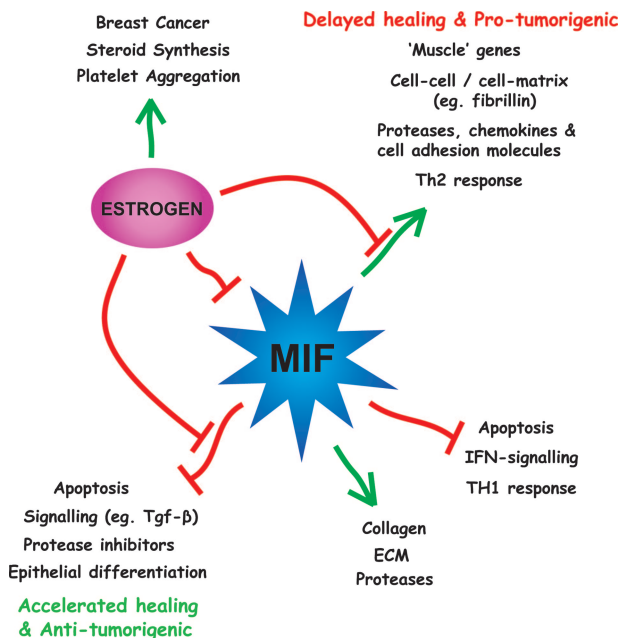 Breast Cancer
Steroid Synthesis
Platelet Aggregation
Delayed healing & Pro-tumorigenic
‘Muscle’ genes
Cell-cell / cell-matrix
(eg. fibrillin)
Proteases, chemokines &
cell adhesion molecules
Th2 response
ESTROGEN
MIF
Apoptosis
IFN-signalling
TH1 response
Collagen
ECM
Proteases
Apoptosis
Signalling (eg. Tgf-β)
Protease inhibitors
Epithelial differentiation
Accelerated healing
& Anti-tumorigenic